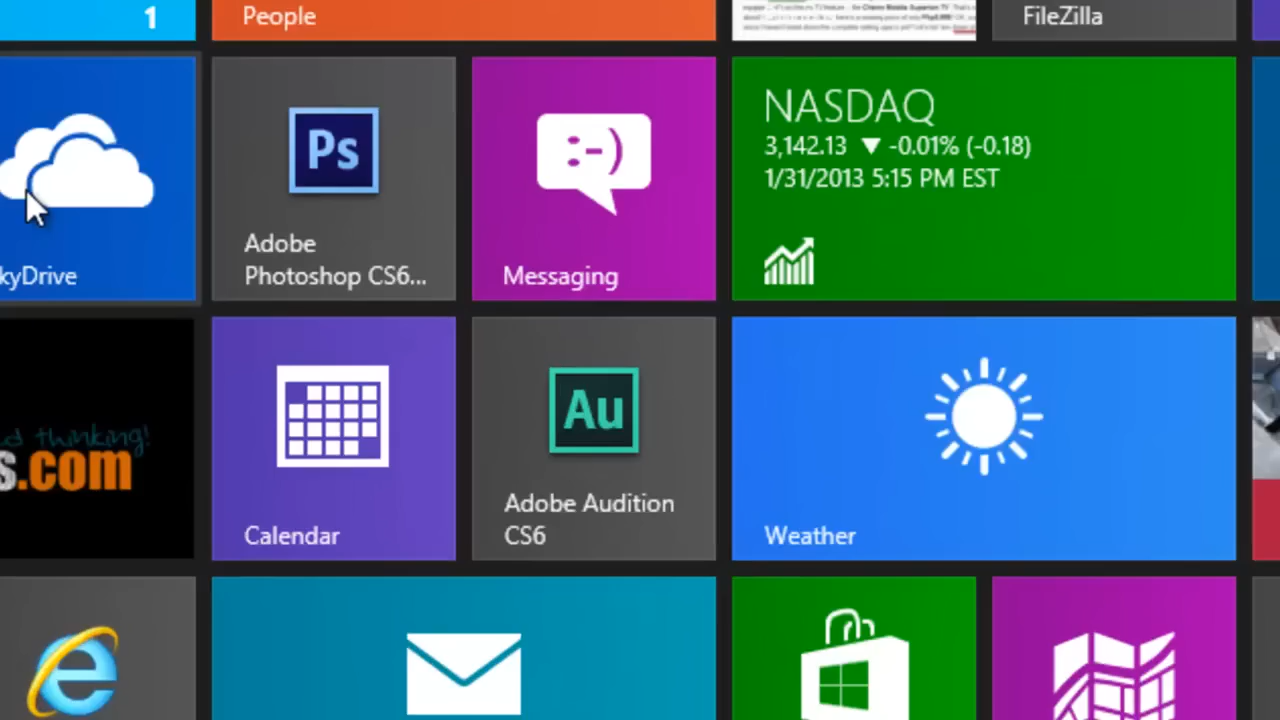 1
People
FileZilla
Ps
:-)
NASDAQ
3,142.13 ▼ -0.01% (-0.18)
1/31/2013 5:15 PM EST
kyDrive
Adobe
Photoshop CS6...
Messaging
thinking!
s.com
Au
Calendar
Adobe Audition
CS6
Weather